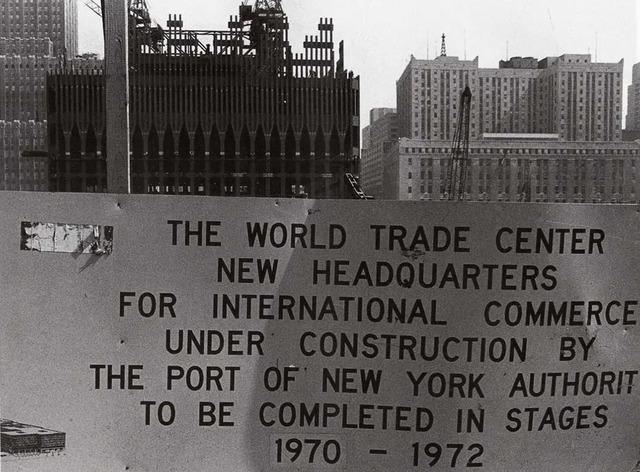 THE WORLD TRADE CENTER
NEW HEADQUARTERS
FOR INTERNATIONAL COMMERCE
UNDER CONSTRUCTION BY
THE PORT OF NEW YORK AUTHORIT
TO BE COMPLETED IN STAGES
1970 - 1972